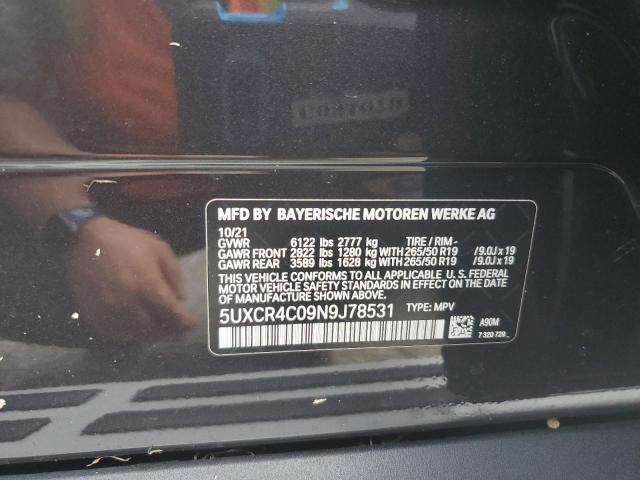 MFD BY BAYERISCHE MOTOREN WERKE AG
10/21
GVWR 6122 lbs 2777 kg TIRE / RIM -
GAWR FRONT 2822 lbs 1280 kg WITH 265/50 R19 / 9.0J x 19
GAWR REAR 3589 lbs 1628 kg WITH 265/50 R19 / 9.0J x 19
THIS VEHICLE CONFORMS TO ALL APPLICABLE U. S. FEDERAL
MOTOR VEHICLE SAFETY STANDARDS IN EFFECT ON THE
DATE OF MANUFACTURE SHOWN ABOVE.
5UXCR4C09N9J78531 TYPE: MPV
A90M
7 320 729